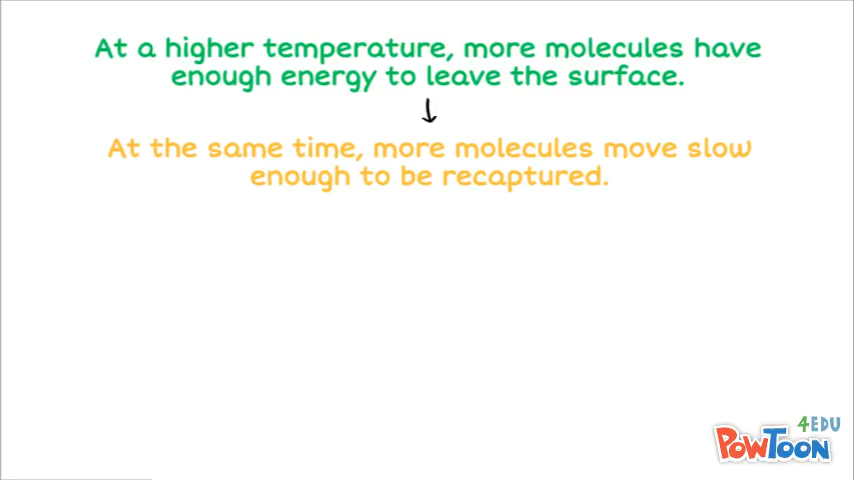 At a higher temperature, more molecules have
enough energy to leave the surface.
At the same time, more molecules move slow
enough to be recaptured.
4EDU
POWTOON